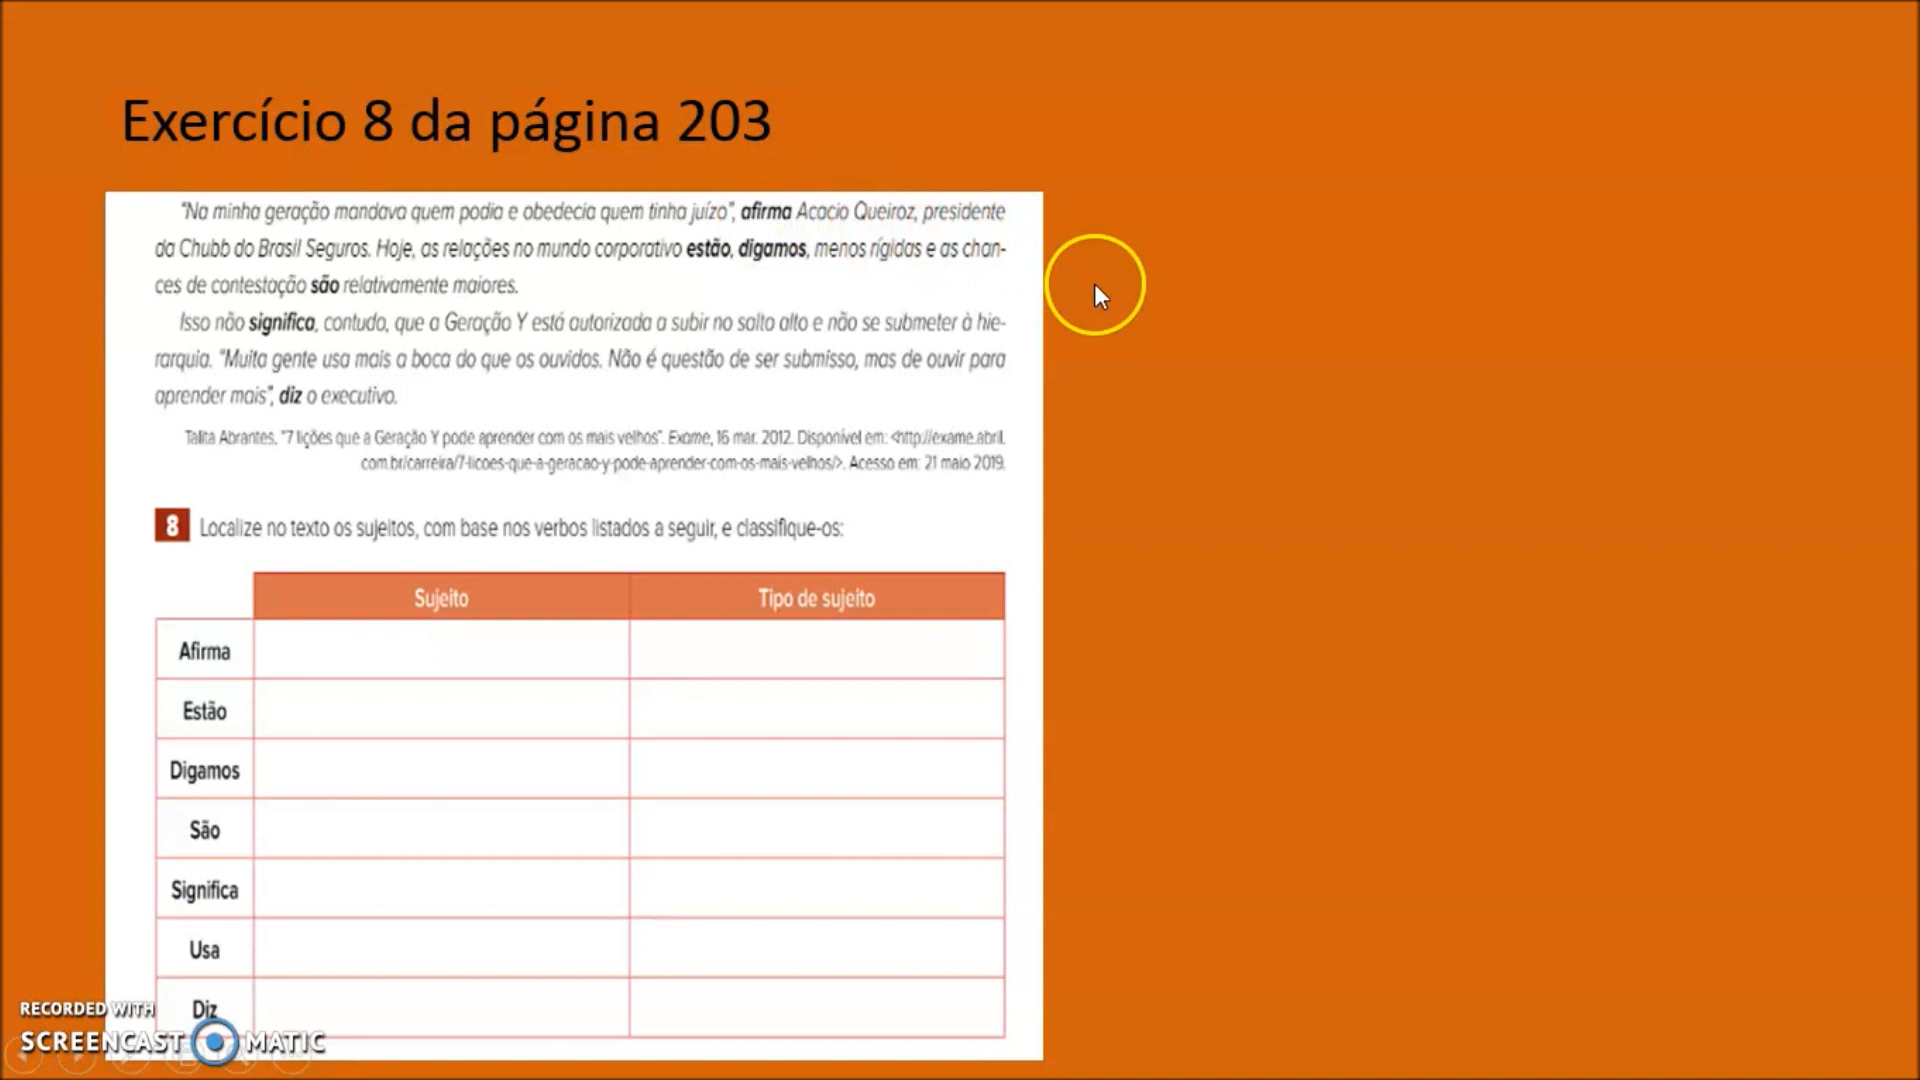 Exercício 8 da página 203
"Na minha geração mandava quem podia e obedecia quem tinha juízo", afirma Acacio Queiroz, presidente
da Chubb do Brasil Seguros. Hoje, as relações no mundo corporativo estão, digamos, menos rígidas e as chan-
ces de contestação são relativamente maiores.
Isso não significa, contudo, que a Geração Y está autorizada a subir no salto alto e não se submeter à hie-
rarquia. "Muita gente usa mais a boca do que os ouvidos. Não é questão de ser submisso, mas de ouvir para
aprender mais", diz o executivo.
Talita Abrantes. "7 lições que a Geração Y pode aprender com os mais velhos". Exame, 16 mar. 2012. Disponível em: <http://exame.abril.
com.br/carreira/7-licoes-que-a-geracao-y-pode-aprender-com-os-mais-velhos/>. Acesso em: 21 maio 2019.
8 Localize no texto os sujeitos, com base nos verbos listados a seguir, e classifique-os:
Sujeito Tipo de sujeito
Afirma
Estão
Digamos
São
Significa
Usa
Diz
RECORDED WITH
SCREENCAST MATIC